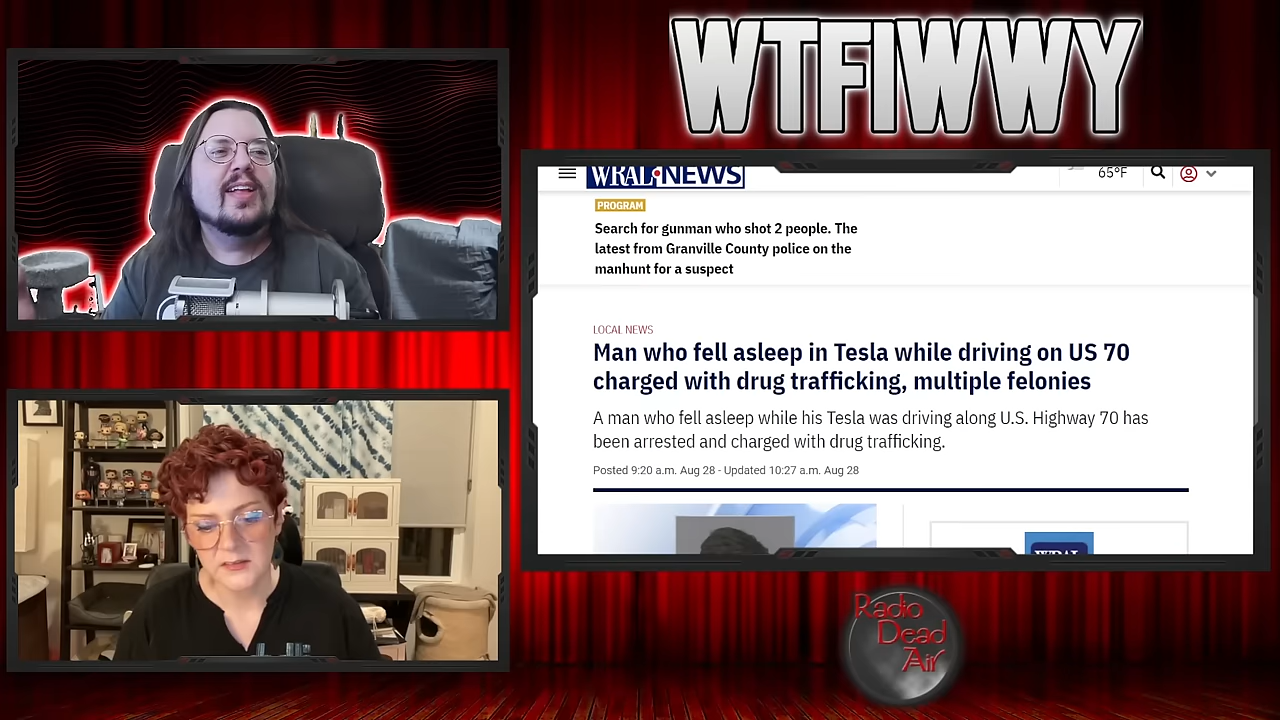 WTFIWWY
WRAL NEWS
65°F
PROGRAM
Search for gunman who shot 2 people. The
latest from Granville County police on the
manhunt for a suspect
LOCAL NEWS
Man who fell asleep in Tesla while driving on US 70
charged with drug trafficking, multiple felonies
A man who fell asleep while his Tesla was driving along U.S. Highway 70 has
been arrested and charged with drug trafficking.
Posted 9:20 a.m. Aug 28 - Updated 10:27 a.m. Aug 28
WRAL
Radio
Dead
Air